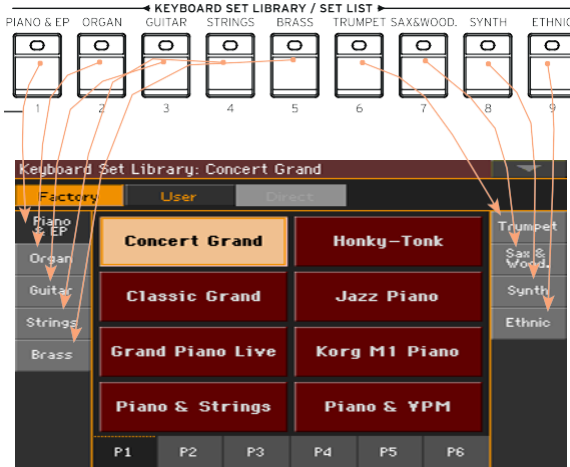 KEYBOARD SET LIBRARY / SET LIST
PIANO & EP ORGAN GUITAR STRINGS BRASS TRUMPET SAX&WOOD. SYNTH ETHNIC
1 2 3 4 5 6 7 8 9
Keyboard Set Library: Concert Grand
Factory User Direct
Piano & EP
Organ
Guitar
Strings
Brass
Concert Grand Honky-Tonk
Classic Grand Jazz Piano
Grand Piano Live Korg M1 Piano
Piano & Strings Piano & YPM
Trumpet
Sax & Wood.
Synth
Ethnic
P1 P2 P3 P4 P5 P6